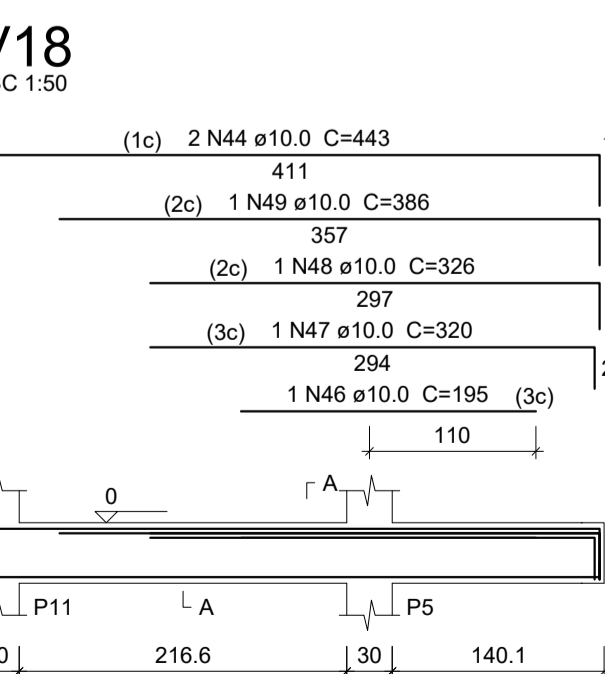 /18
C 1:50
(1c) 2 N44 ø10.0 C=443
411
(2c) 1 N49 ø10.0 C=386
357
(2c) 1 N48 ø10.0 C=326
297
(3c) 1 N47 ø10.0 C=320
294
1 N46 ø10.0 C=195 (3c)
110
A
0
P11
A
P5
0 216.6 30 140.1